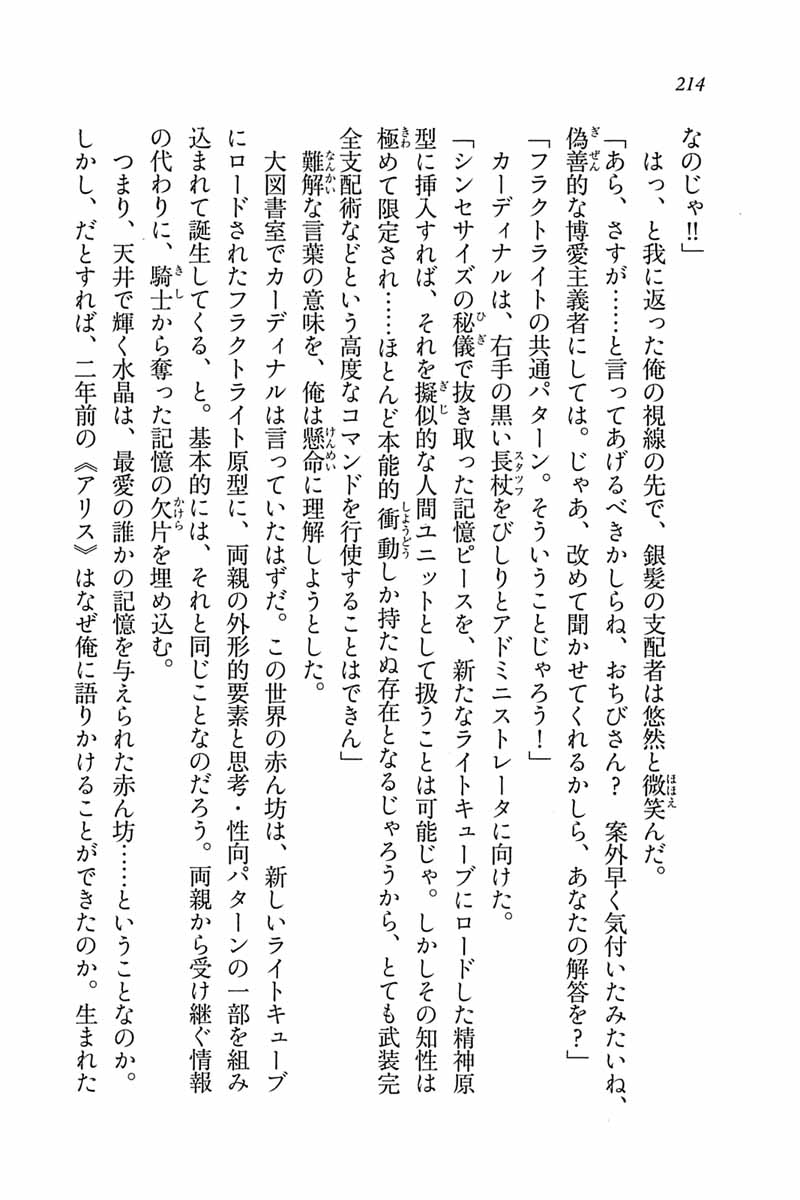 214
なのじゃ!!」
はっ、と我に返った俺の視線の先で、銀髪の支配者は悠然と微笑んだ。
「あら、さすが……と言ってあげるべきかしらね、おちびさん？　案外早く気付いたみたいね、
偽善的な博愛主義者にしては。じゃあ、改めて聞かせてくれるかしら、あなたの解答を？」
「フラクトライトの共通パターン。そういうことじゃろう！」
カーディナルは、右手の黒い長杖をびしりとアドミニストレータに向けた。
「シンセサイズの秘儀で抜き取った記憶ピースを、新たなライトキューブにロードした精神原
型に挿入すれば、それを擬似的な人間ユニットとして扱うことは可能じゃ。しかしその知性は
極めて限定され……ほとんど本能的衝動しか持たぬ存在となるじゃろうから、とても武装完
全支配術などという高度なコマンドを行使することはできん」
難解な言葉の意味を、俺は懸命に理解しようとした。
大図書室でカーディナルは言っていたはずだ。この世界の赤ん坊は、新しいライトキューブ
にロードされたフラクトライト原型に、両親の外形的要素と思考・性向パターンの一部を組み
込まれて誕生してくる、と。基本的には、それと同じことなのだろう。両親から受け継ぐ情報
の代わりに、騎士から奪った記憶の欠片を埋め込む。
つまり、天井で輝く水晶は、最愛の誰かの記憶を与えられた赤ん坊……ということなのか。
しかし、だとすれば、二年前の《アリス》はなぜ俺に語りかけることができたのか。生まれた